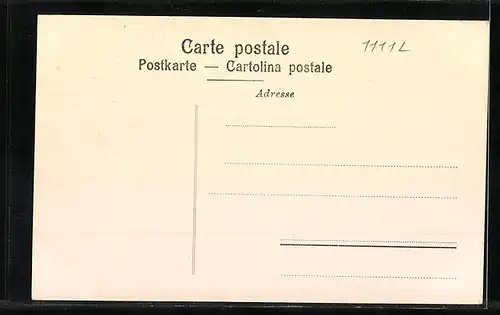 Carte postale
1111L
Postkarte — Cartolina postale
Adresse